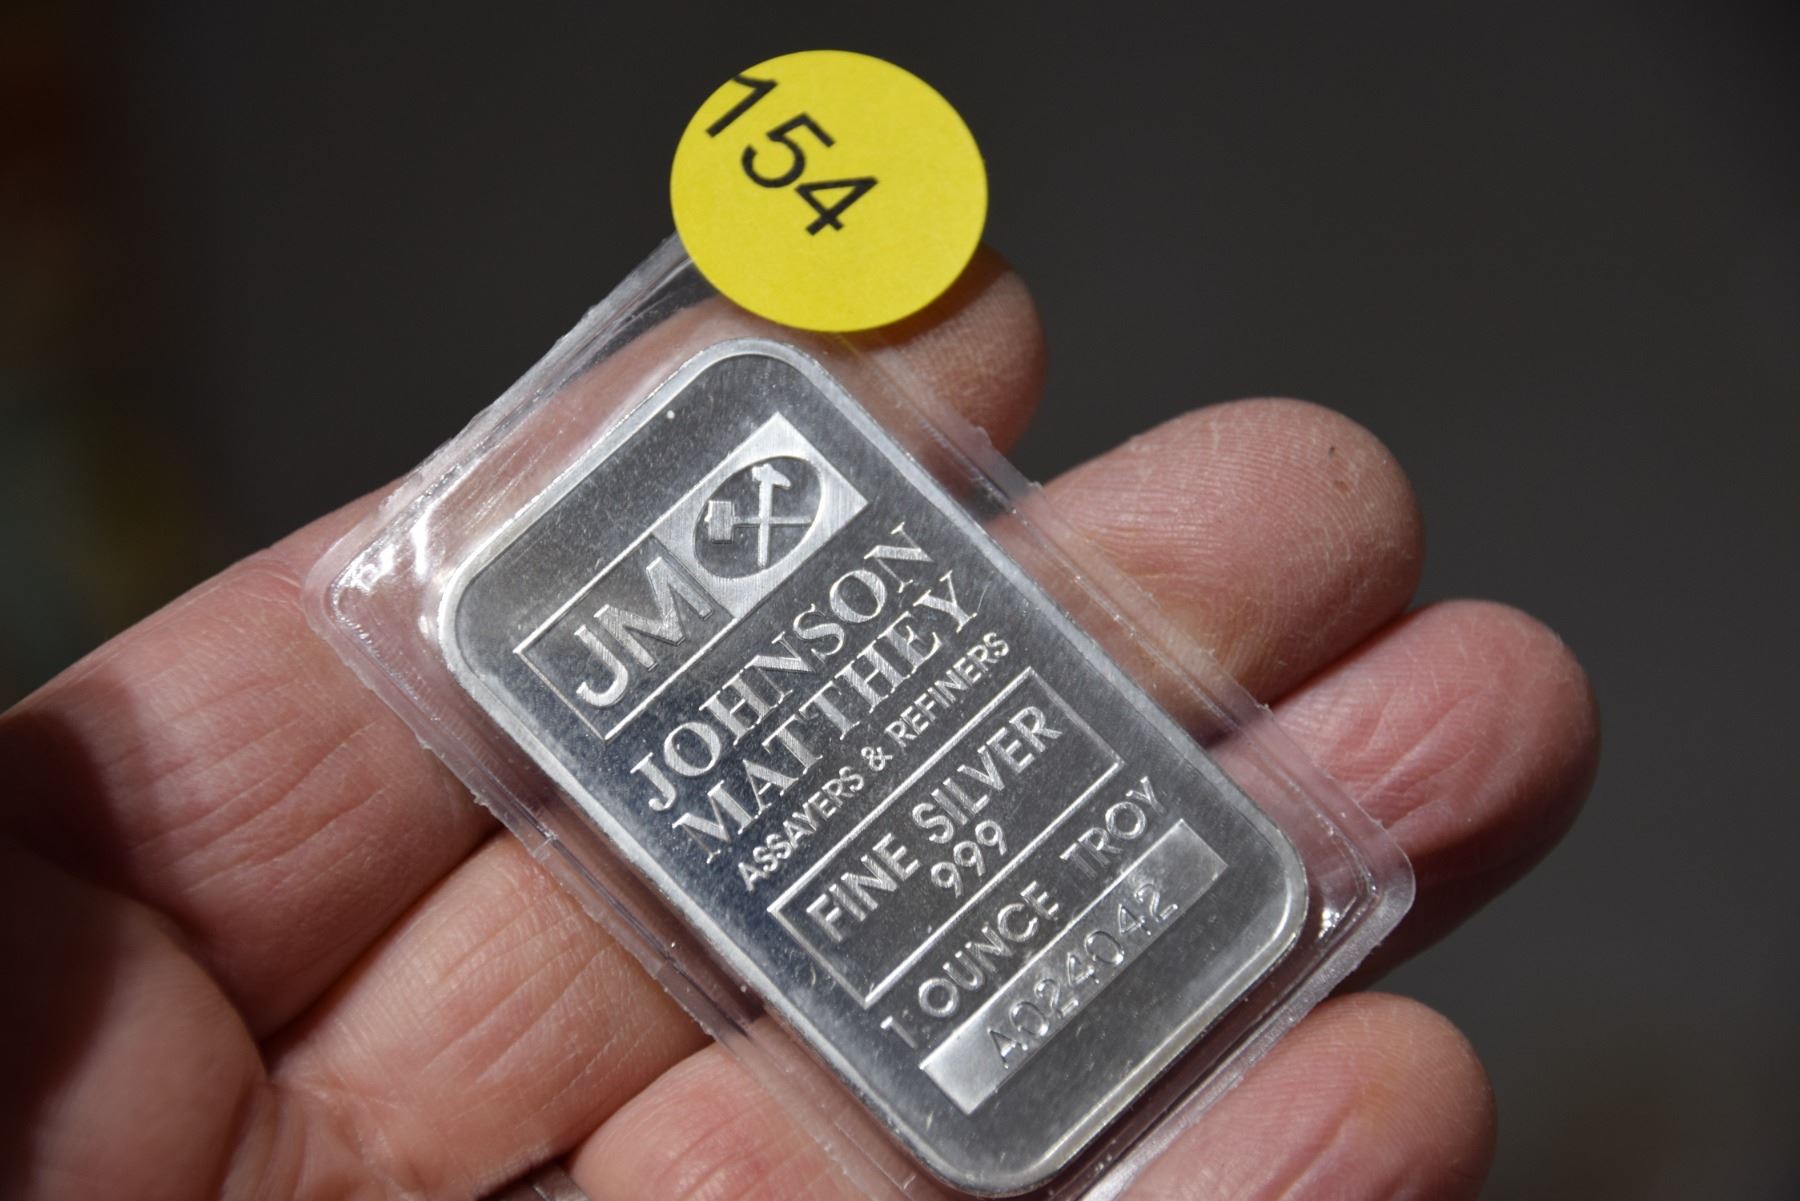 154
JM
JOHNSON
MATTHEY
ASSAYERS & REFINERS
FINE SILVER
999
1 OUNCE TROY
A024042